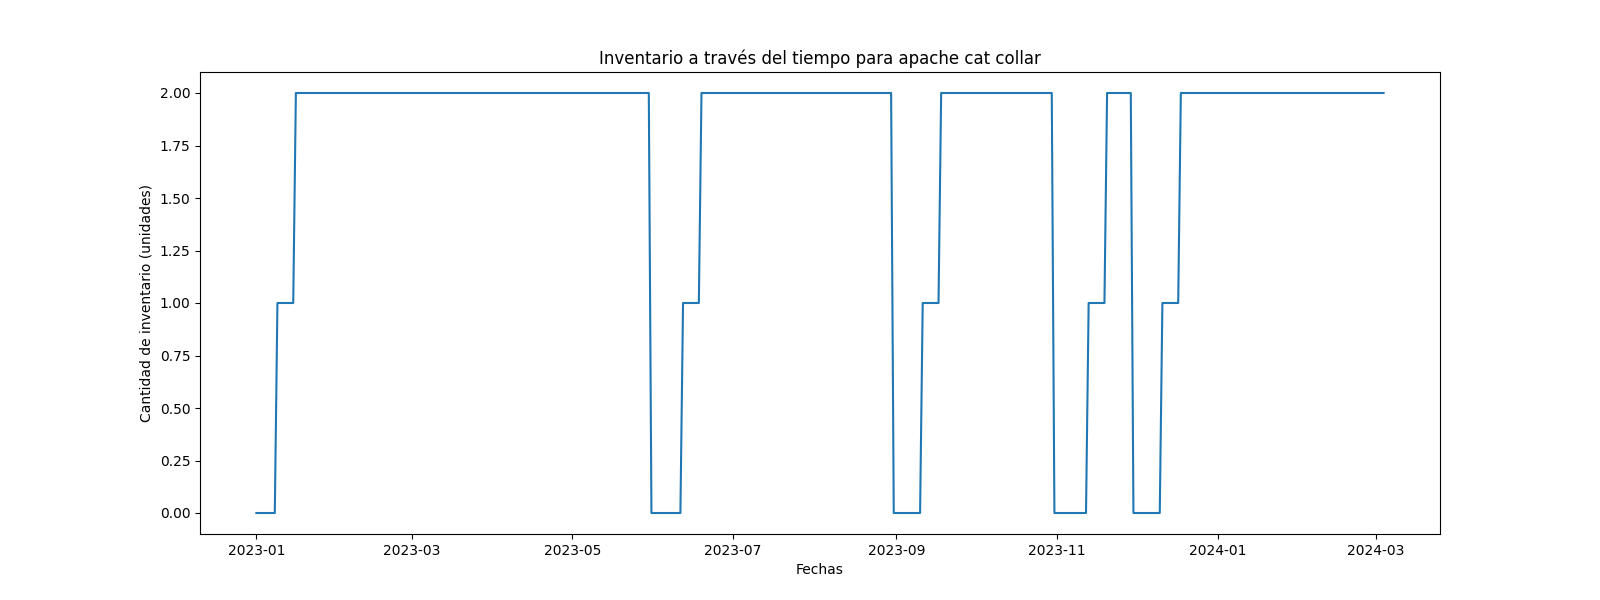 Inventario a través del tiempo para apache cat collar
Cantidad de inventario (unidades)
2.00
1.75
1.50
1.25
1.00
0.75
0.50
0.25
0.00
2023-01 2023-03 2023-05 2023-07 2023-09 2023-11 2024-01 2024-03
Fechas